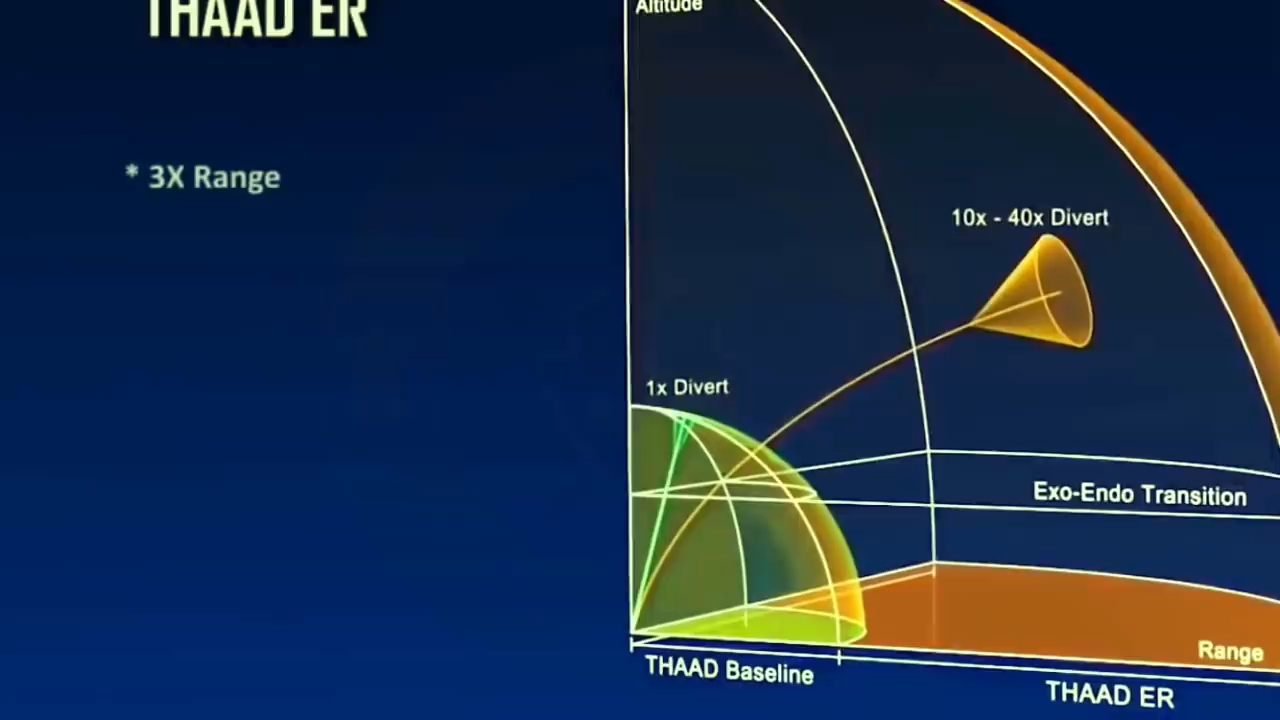 THAAD ER
* 3X Range
Altitude
10x - 40x Divert
1x Divert
Exo-Endo Transition
Range
THAAD Baseline
THAAD ER